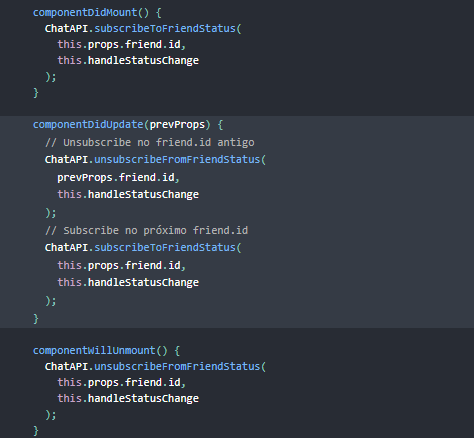 componentDidMount() {
ChatAPI.subscribeToFriendStatus(
this.props.friend.id,
this.handleStatusChange
);
}
componentDidUpdate(prevProps) {
// Unsubscribe no friend.id antigo
ChatAPI.unsubscribeFromFriendStatus(
prevProps.friend.id,
this.handleStatusChange
);
// Subscribe no próximo friend.id
ChatAPI.subscribeToFriendStatus(
this.props.friend.id,
this.handleStatusChange
);
}
componentWillUnmount() {
ChatAPI.unsubscribeFromFriendStatus(
this.props.friend.id,
this.handleStatusChange
);
}